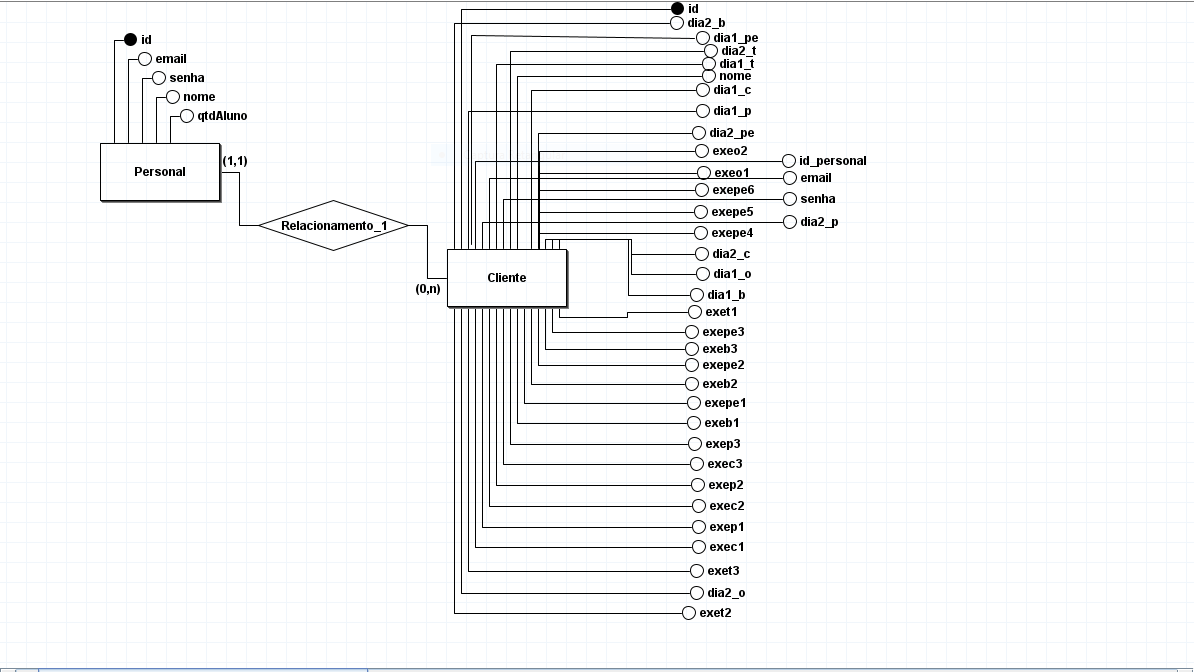 id
email
senha
nome
qtdAluno
Personal
(1,1)
Relacionamento_1
(0,n)
Cliente
id
dia2_b
dia1_pe
dia2_t
dia1_t
nome
dia1_c
dia1_p
dia2_pe
exeo2
id_personal
exeo1
email
exepe6
senha
exepe5
dia2_p
exepe4
dia2_c
dia1_o
dia1_b
exet1
exepe3
exeb3
exepe2
exeb2
exepe1
exeb1
exep3
exec3
exep2
exec2
exep1
exec1
exet3
dia2_o
exet2